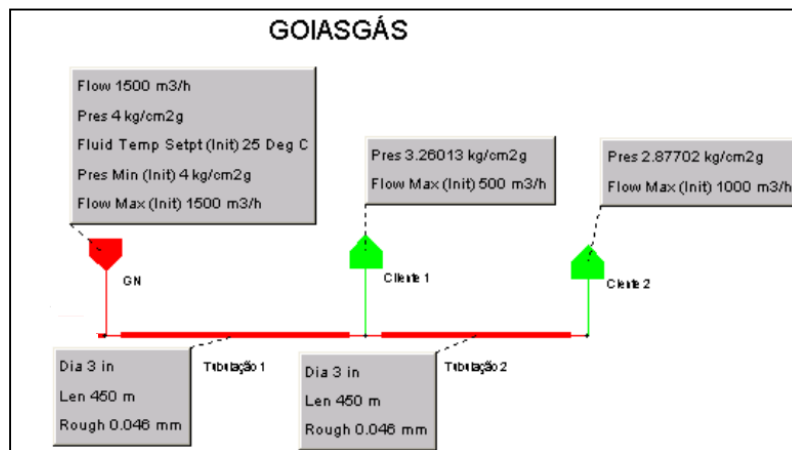 GOIASGÁS
Flow 1500 m3/h
Pres 4 kg/cm2g
Fluid Temp Setpt (Init) 25 Deg C
Pres Min (Init) 4 kg/cm2g
Flow Max (Init) 1500 m3/h
Pres 3.26013 kg/cm2g
Flow Max (Init) 500 m3/h
Pres 2.87702 kg/cm2g
Flow Max (Init) 1000 m3/h
GN
Cliente 1
Cliente 2
Dia 3 in
Len 450 m
Rough 0.046 mm
Tubulação 1
Dia 3 in
Len 450 m
Rough 0.046 mm
Tubulação 2